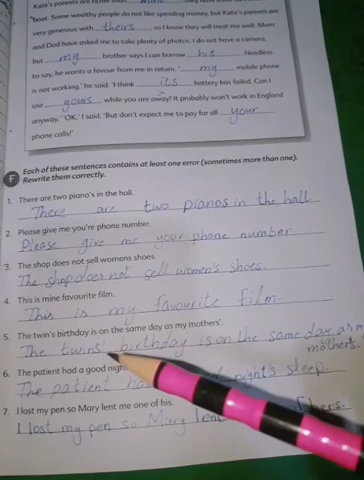 Kate's parents are richer than
boat. Some wealthy people do not like spending money, but Kate's parents are
very generous with theirs, so I know they will treat me well. Mum
and Dad have asked me to take plenty of photos. I do not have a camera,
but my brother says I can borrow his. Needless
to say, he wants a favour from me in return. 'my mobile phone
is not working,' he said. 'I think its battery has failed. Can I
use yours while you are away? It probably won't work in England
anyway.' 'OK,' I said. 'But don't expect me to pay for all your
phone calls!'
F Each of these sentences contains at least one error (sometimes more than one).
Rewrite them correctly.
1. There are two piano's in the hall.
There are two pianos in the hall
2. Please give me you're phone number.
Please give me your phone number.
3. The shop does not sell womens shoes.
The shop does not sell women's shoes.
4. This is mine favourite film.
This is my favourite film.
5. The twin's birthday is on the same day as my mothers'.
The twins' birthday is on the same day as m
mothers.
6. The patient had a good night
The patient ha night's sleep.
7. I lost my pen so Mary lent me one of his.
I lost my pen so Mary lent